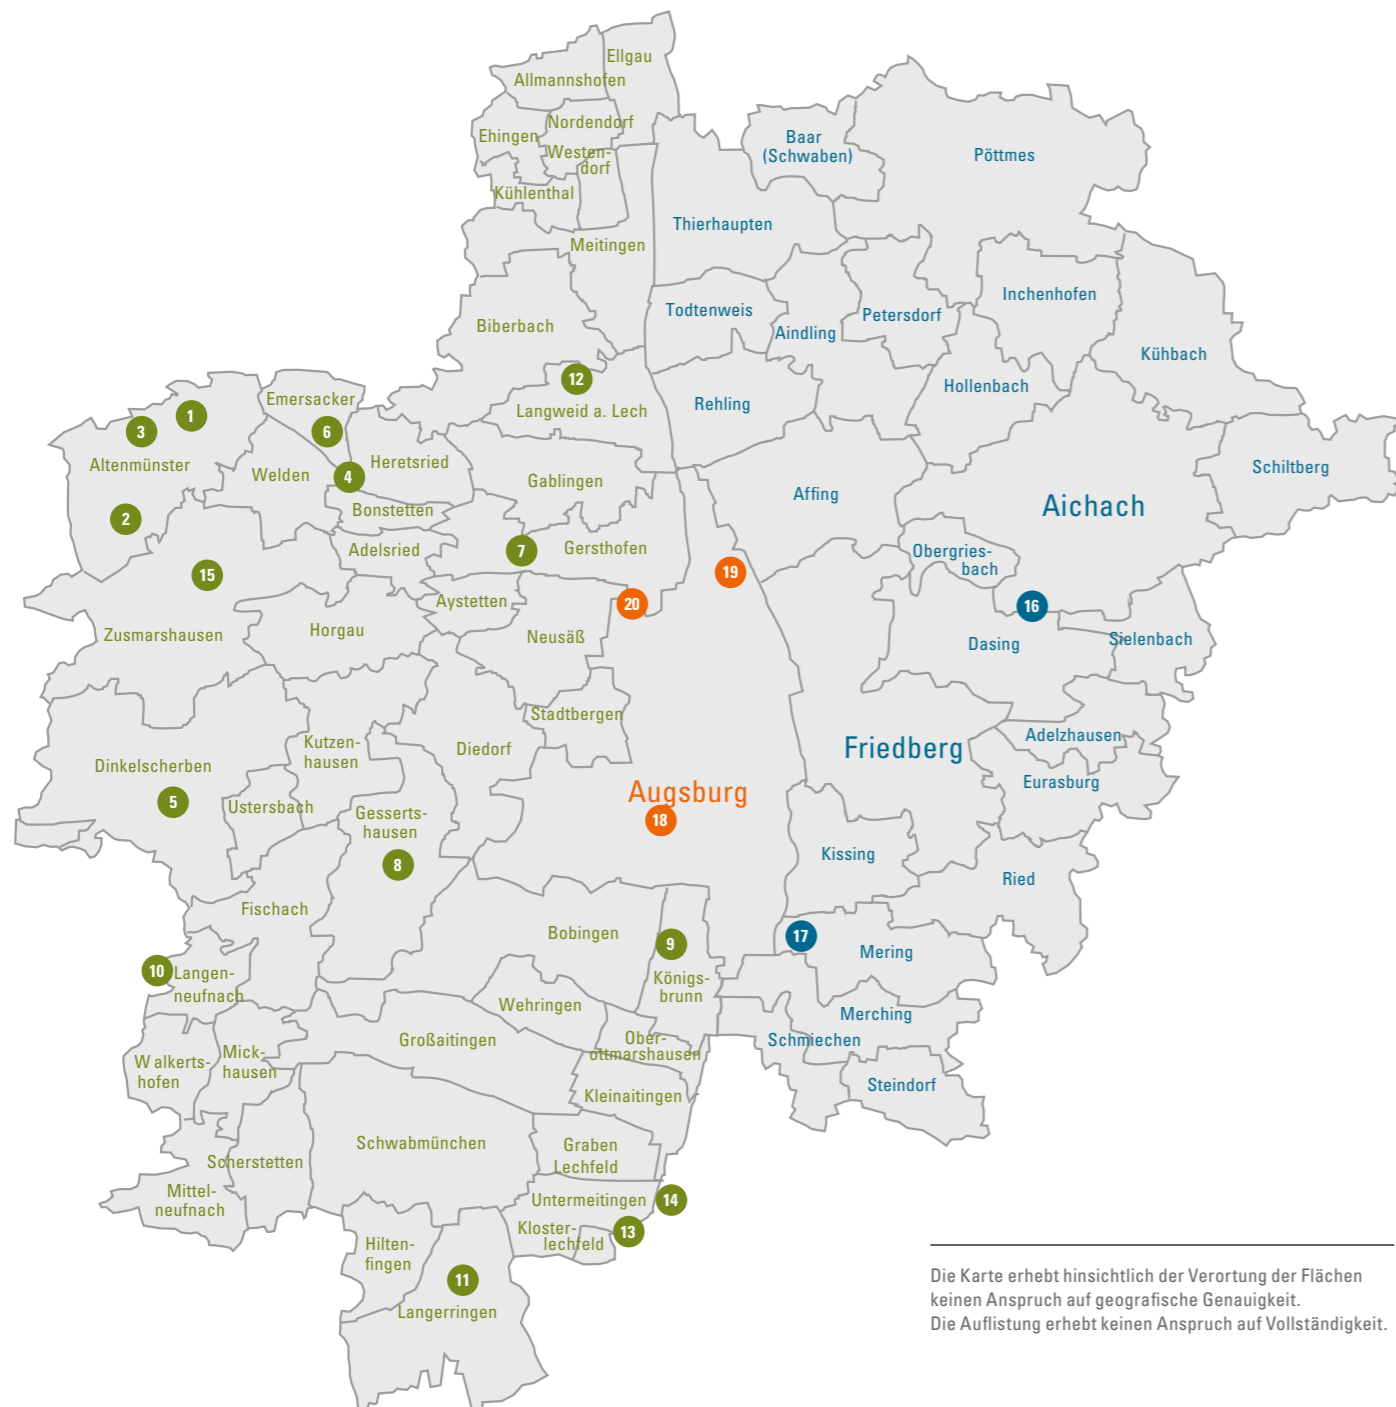 Ellgau
Allmannshofen
Nordendorf
Ehingen
Westen-
dorf
Kühlenthal
Baar
(Schwaben)
Pöttmes
Thierhaupten
Meitingen
Inchenhofen
Todtenweis
Petersdorf
Aindling
Biberbach
Kühbach
12
Hollenbach
Emersacker
Rehling
Langweid a. Lech
1
3
6
Altenmünster
Heretsried
Welden
4
Gablingen
Schiltberg
Affing
Aichach
Bonstetten
2
Adelsried
7
Gersthofen
Obergries-
bach
15
19
Aystetten
20
16
Zusmarshausen
Horgau
Neusäß
Dasing
Sielenbach
Stadtbergen
Kutzen-
hausen
Diedorf
Friedberg
Adelzhausen
Dinkelscherben
Eurasburg
Augsburg
5
Ustersbach
Gesserts-
hausen
18
Kissing
8
Ried
Fischach
Bobingen
9
17
Mering
10
Langen-
neufnach
Königs-
brunn
Wehringen
Merching
Großaitingen
Ober-
ottmarshausen
Schmiechen
Walkerts-
hofen
Mick-
hausen
Steindorf
Kleinaitingen
Schwabmünchen
Graben
Lechfeld
Scherstetten
Mittel-
neufnach
Untermeitingen
14
Kloster-
lechfeld
13
Hilten-
fingen
11
Langerringen
Die Karte erhebt hinsichtlich der Verortung der Flächen
keinen Anspruch auf geografische Genauigkeit.
Die Auflistung erhebt keinen Anspruch auf Vollständigkeit.